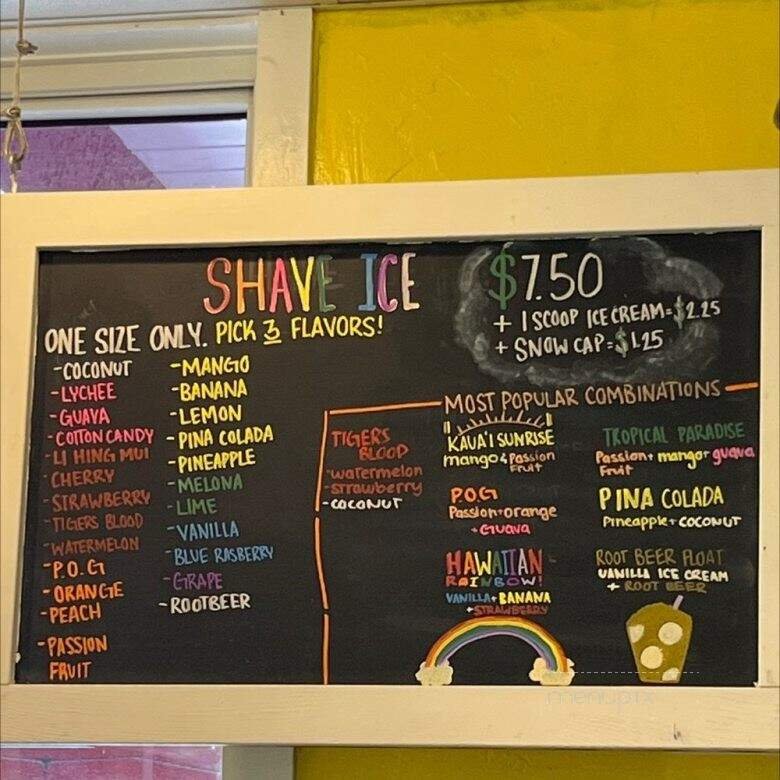 SHAVE ICE
$7.50
+ 1 SCOOP ICE CREAM = $2.25
+ SNOW CAP = $1.25
ONE SIZE ONLY. PICK 3 FLAVORS!
- COCONUT
- LYCHEE
- GUAVA
- COTTON CANDY
- LI HING MUI
- CHERRY
- STRAWBERRY
- TIGERS BLOOD
- WATERMELON
- P.O.G
- ORANGE
- PEACH
- PASSION
FRUIT
- MANGO
- BANANA
- LEMON
- PINA COLADA
- PINEAPPLE
- MELONA
- LIME
- VANILLA
- BLUE RASBERRY
- GRAPE
- ROOTBEER
MOST POPULAR COMBINATIONS
TIGERS
BLOOD
- watermelon
- strawberry
- COCONUT
KAUA'I SUNRISE
mango & Passion
Fruit
POG
Passion + orange
+ Guava
HAWAIIAN
RAINBOW!
VANILLA + BANANA
+ STRAWBERRY
TROPICAL PARADISE
Passion + mango + guava
Fruit
PINA COLADA
Pineapple + COCONUT
ROOT BEER FLOAT
VANILLA ICE CREAM
+ ROOT BEER
menupix